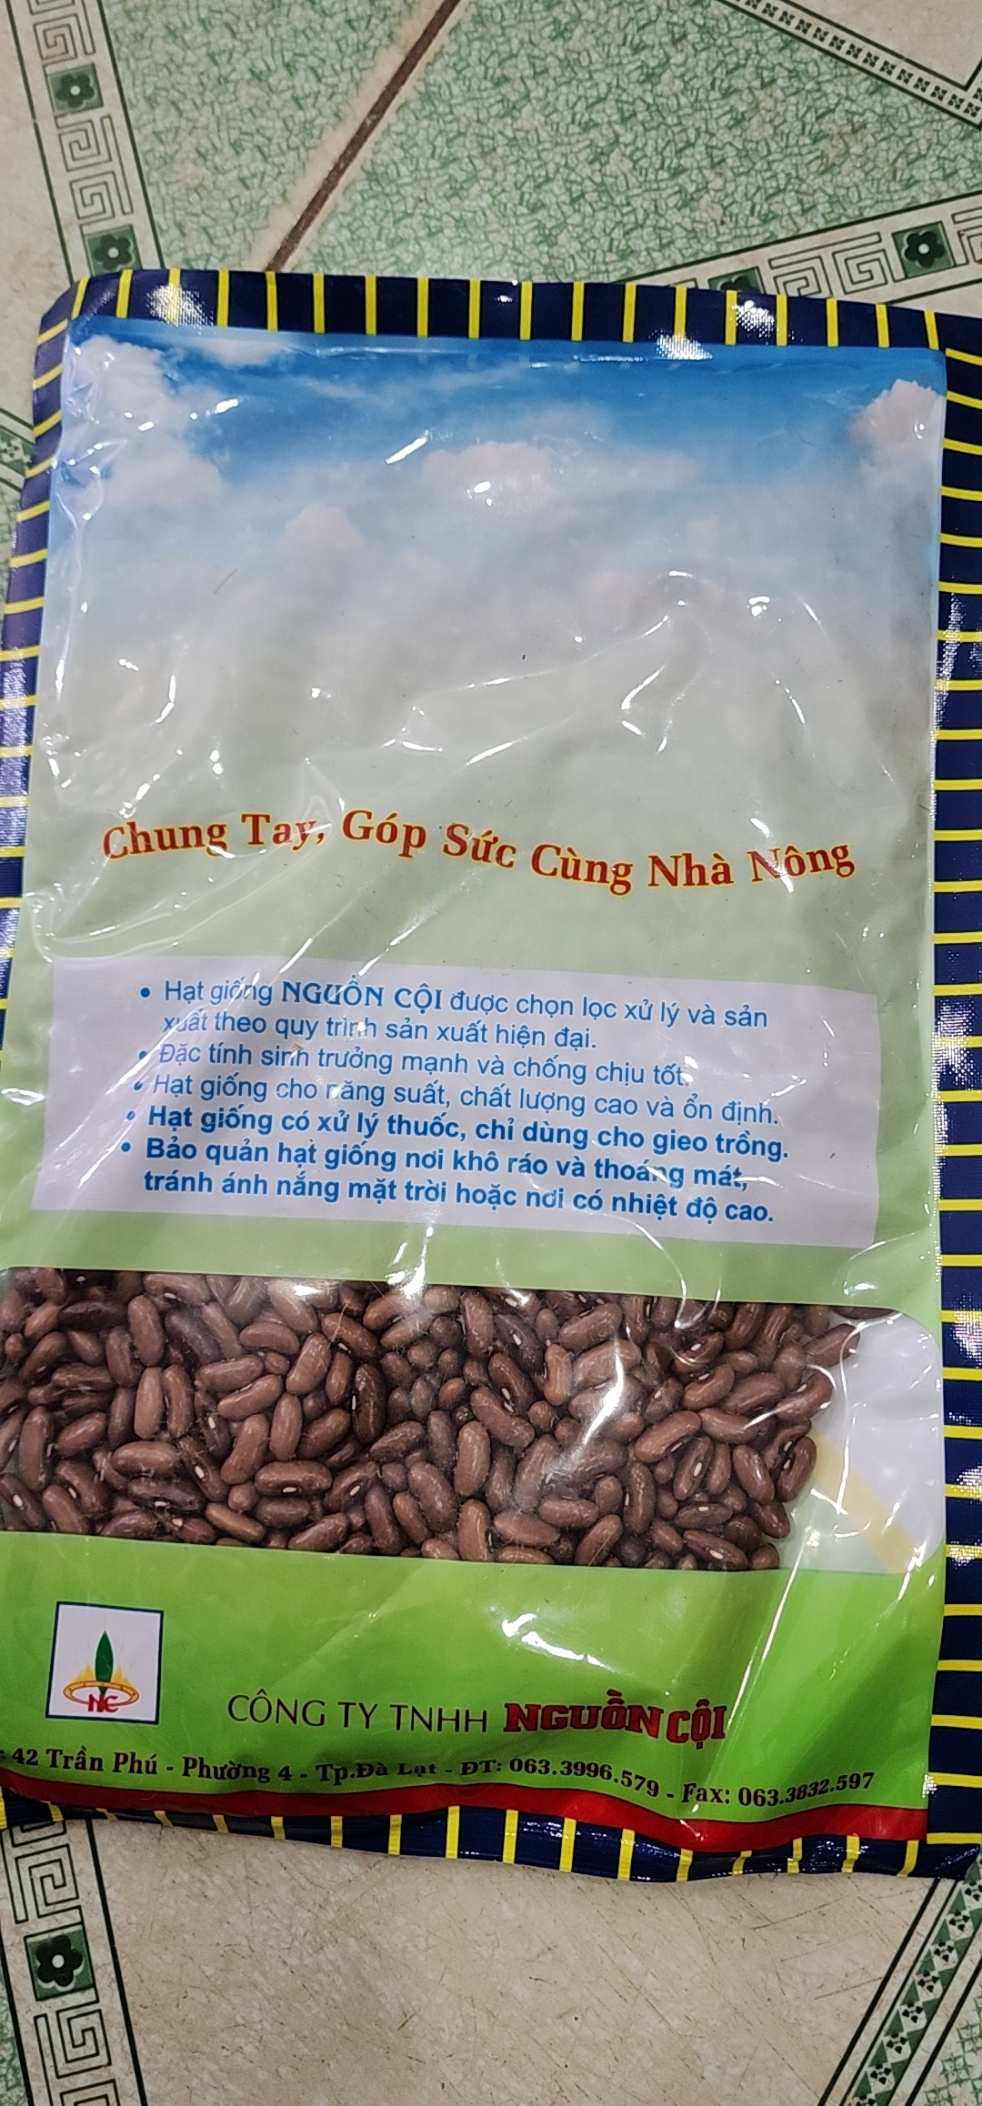 Chung Tay, Góp Sức Cùng Nhà Nông
• Hạt giống NGUỒN CỘI được chọn lọc xử lý và sản
xuất theo quy trình sản xuất hiện đại.
• Đặc tính sinh trưởng mạnh và chống chịu tốt.
• Hạt giống cho năng suất, chất lượng cao và ổn định.
• Hạt giống có xử lý thuốc, chỉ dùng cho gieo trồng.
• Bảo quản hạt giống nơi khô ráo và thoáng mát,
tránh ánh nắng mặt trời hoặc nơi có nhiệt độ cao.
NC
CÔNG TY TNHH NGUỒN CỘI
: 42 Trần Phú - Phường 4 - Tp.Đà Lạt - ĐT: 063.3996.579 - Fax: 063.3832.597